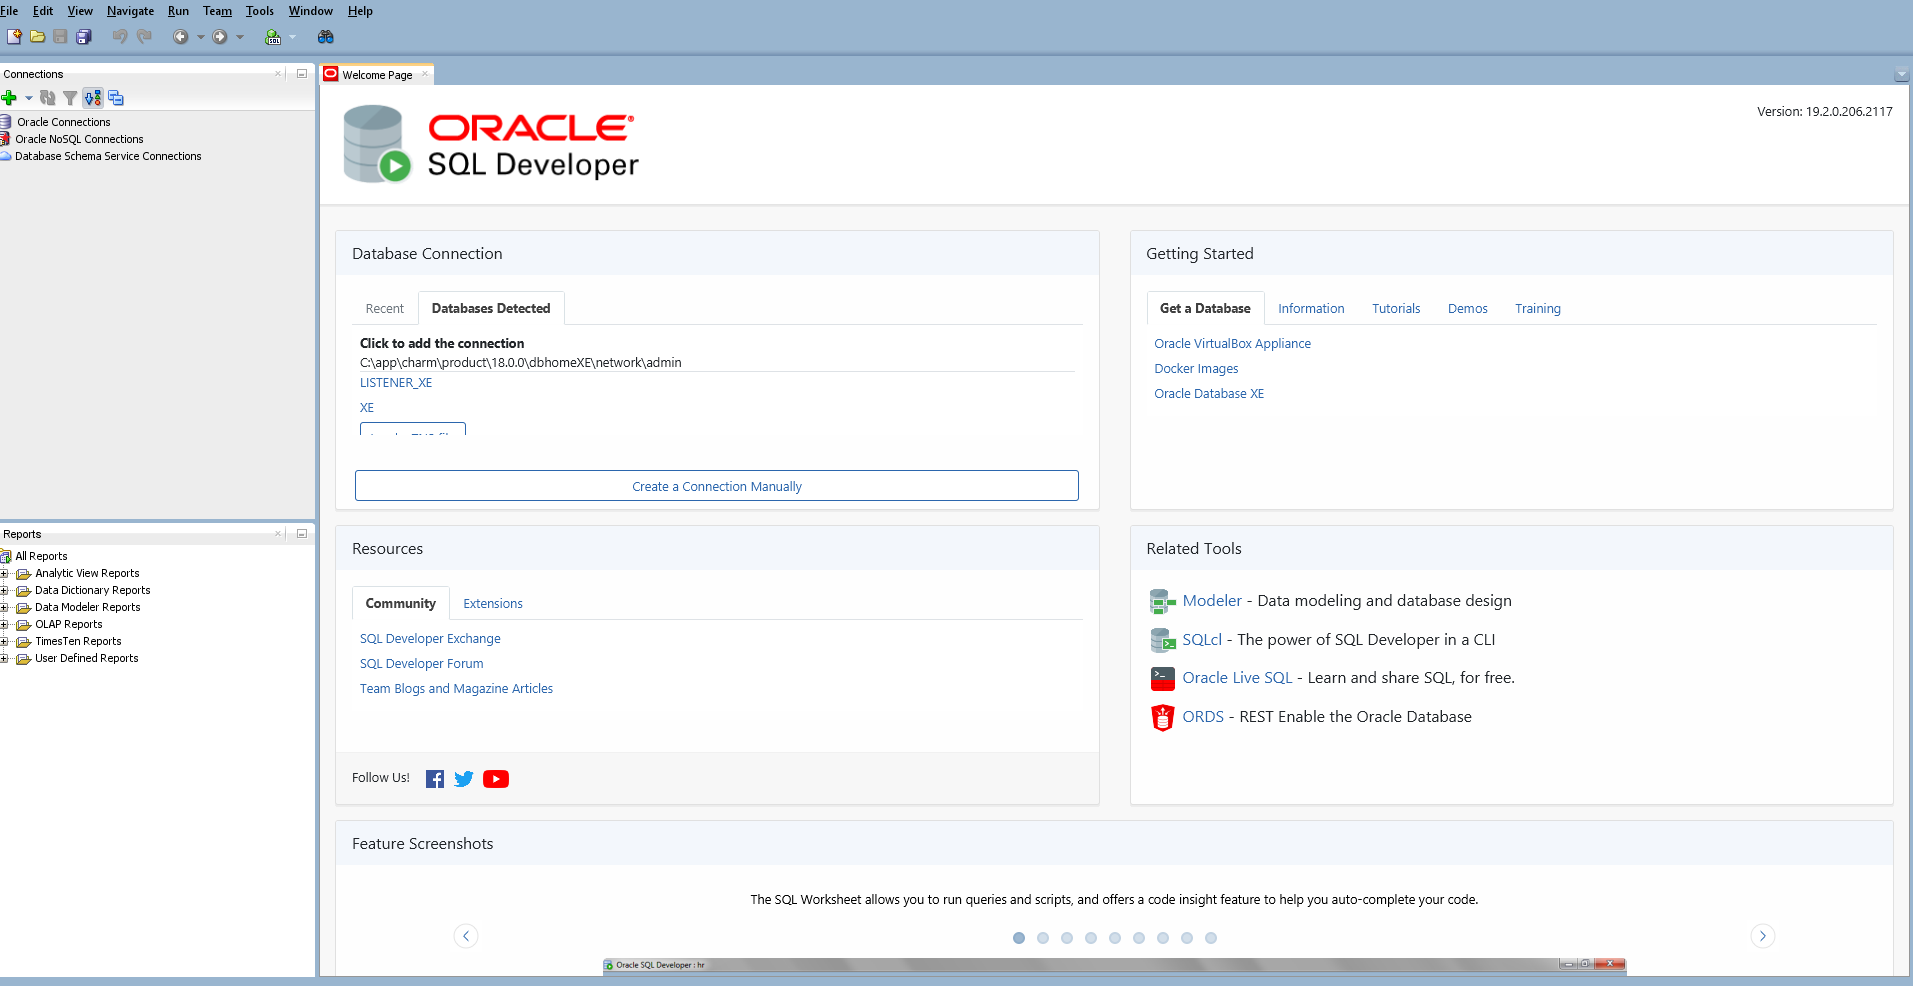 File Edit View Navigate Run Team Tools Window Help
SQL
Connections
Oracle Connections
Oracle NoSQL Connections
Database Schema Service Connections
Reports
All Reports
Analytic View Reports
Data Dictionary Reports
Data Modeler Reports
OLAP Reports
TimesTen Reports
User Defined Reports
Welcome Page
ORACLE
SQL Developer
Version: 19.2.0.206.2117
Database Connection
Recent Databases Detected
Click to add the connection
C:\app\charm\product\18.0.0\dbhomeXE\network\admin
LISTENER_XE
XE
Create a Connection Manually
Getting Started
Get a Database Information Tutorials Demos Training
Oracle VirtualBox Appliance
Docker Images
Oracle Database XE
Resources
Community Extensions
SQL Developer Exchange
SQL Developer Forum
Team Blogs and Magazine Articles
Follow Us!
Related Tools
Modeler - Data modeling and database design
SQLcl - The power of SQL Developer in a CLI
Oracle Live SQL - Learn and share SQL, for free.
ORDS - REST Enable the Oracle Database
Feature Screenshots
The SQL Worksheet allows you to run queries and scripts, and offers a code insight feature to help you auto-complete your code.
Oracle SQL Developer : hr